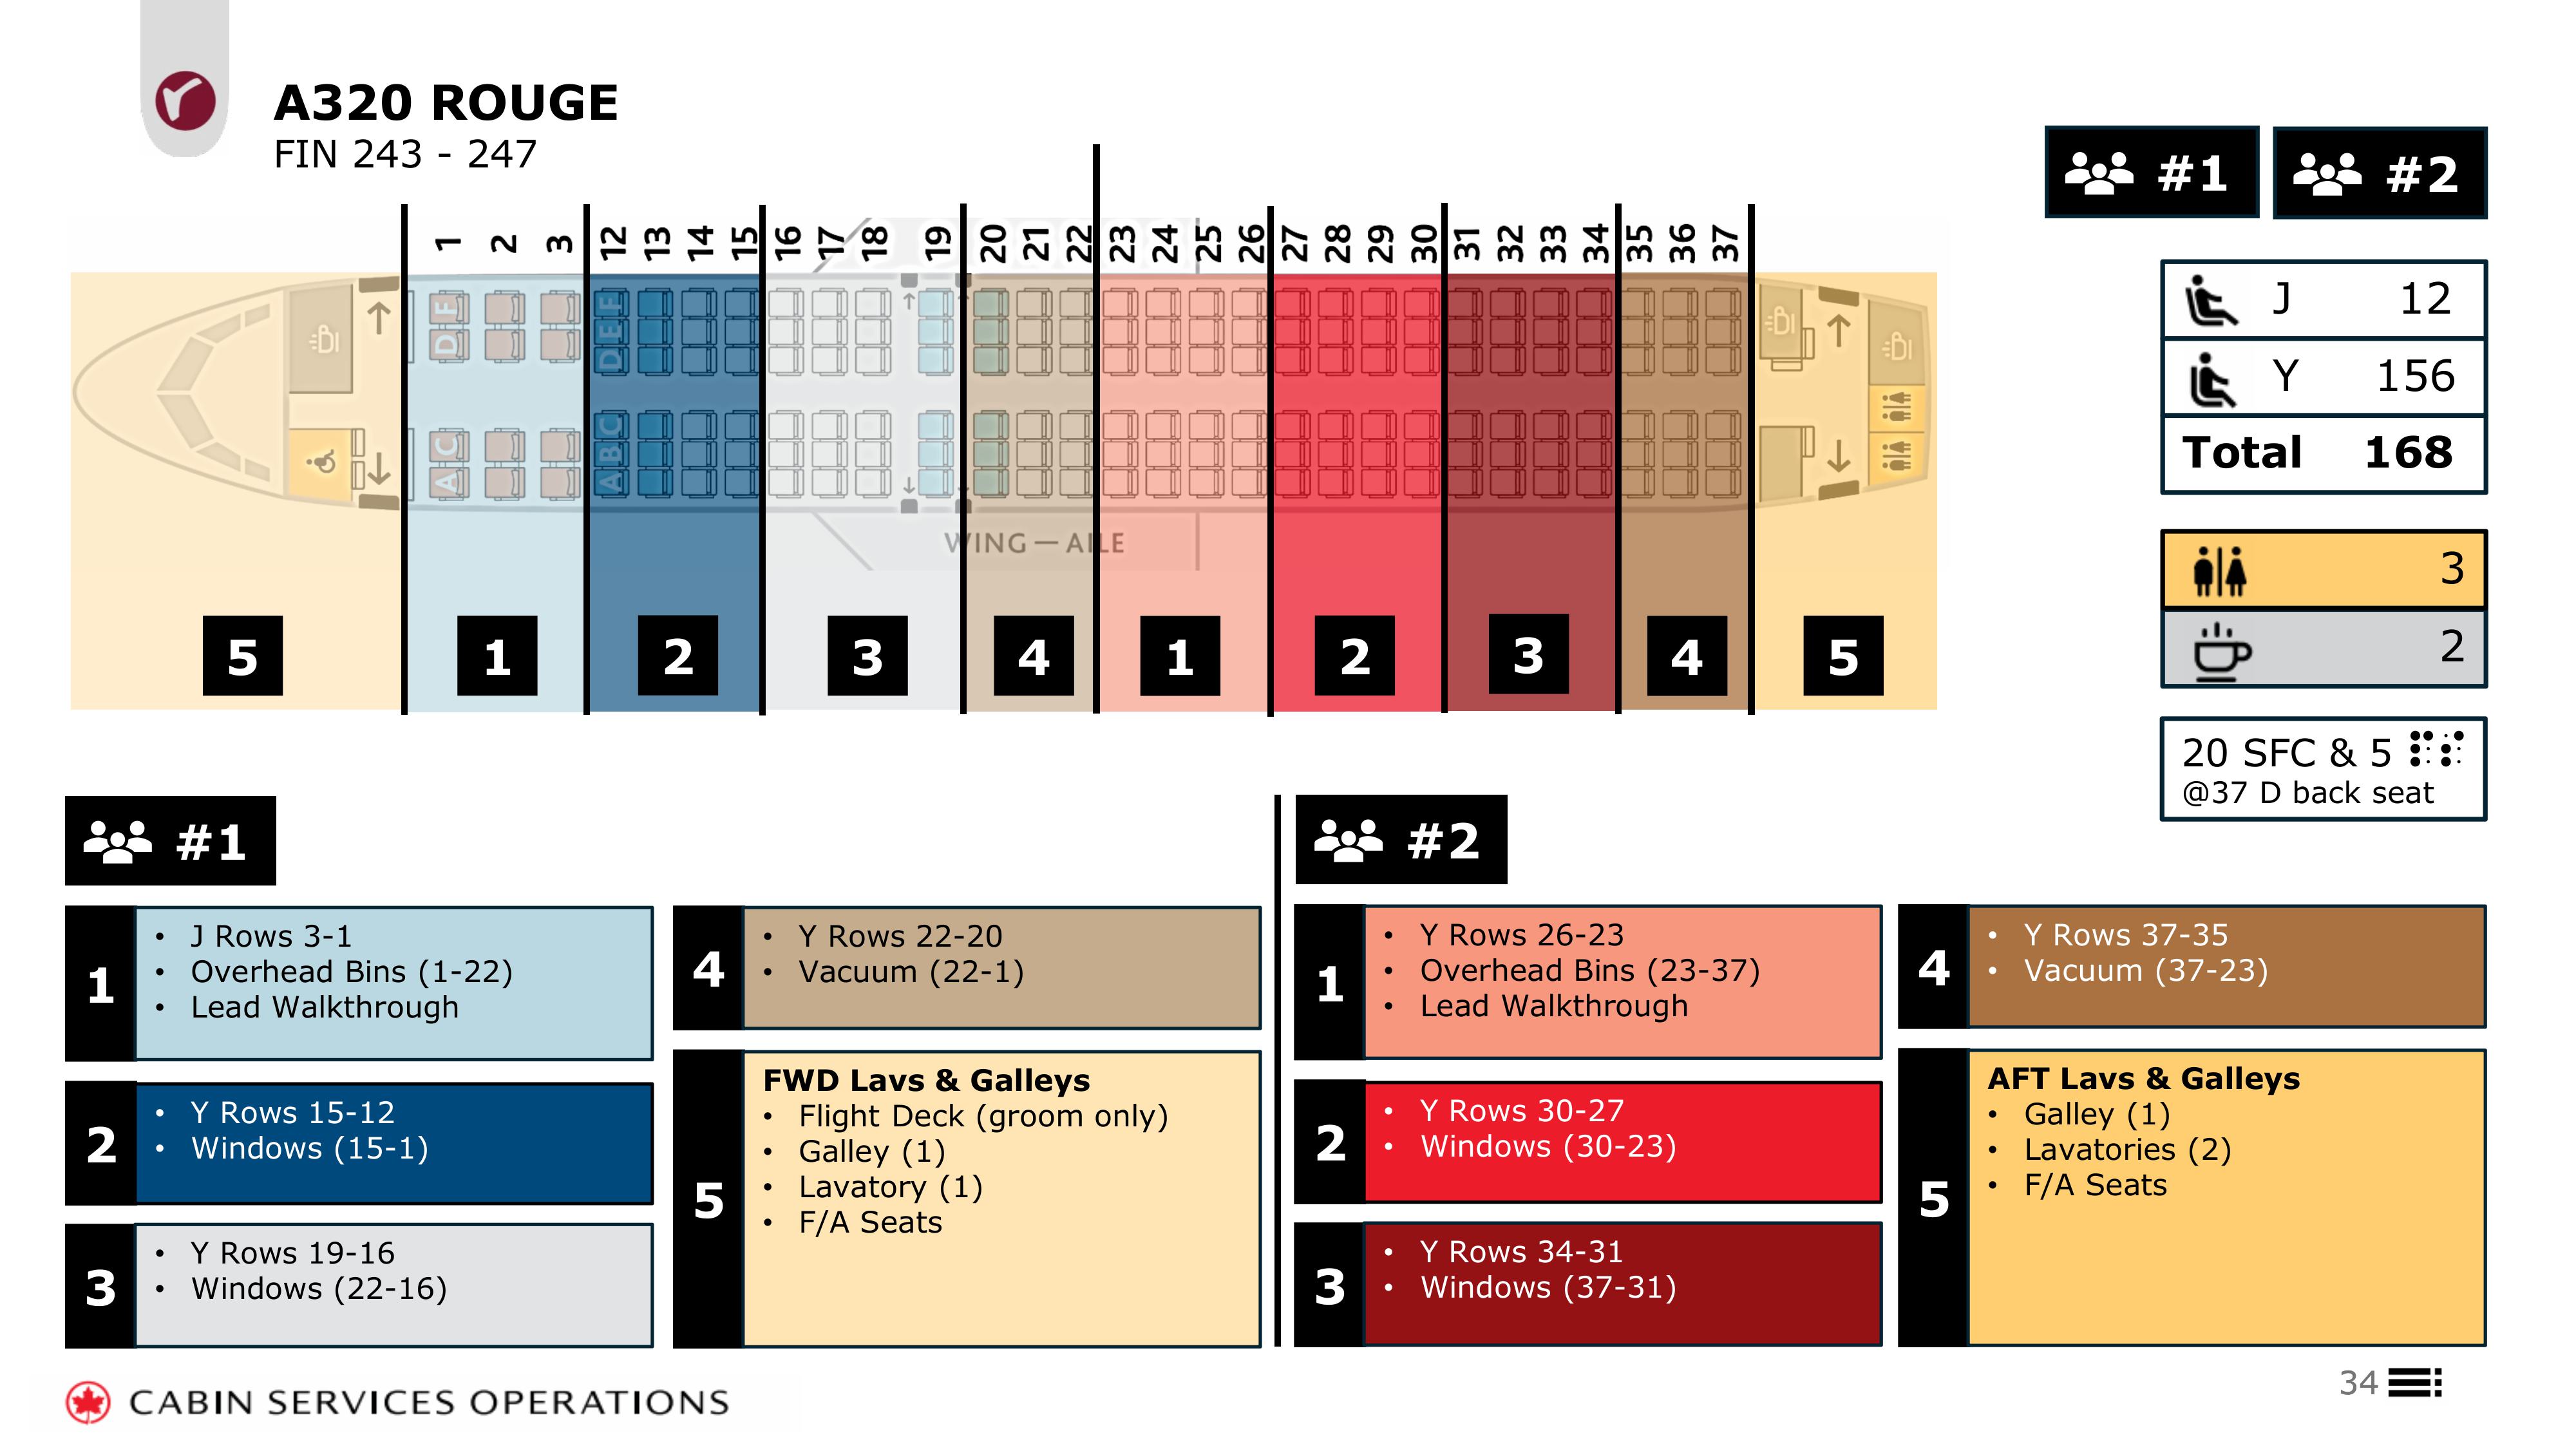 A320 ROUGE
FIN 243 - 247
#1
#2
1 2 3 12 13 14 15 16 17 18 19 20 21 22 23 24 25 26 27 28 29 30 31 32 33 34 35 36 37
D F
D E F
A C
A B C
WING — AILE
5 1 2 3 4 1 2 3 4 5
J 12
Y 156
Total 168
3
2
20 SFC & 5 ⠏⠎
@37 D back seat
#1
1
• J Rows 3-1
• Overhead Bins (1-22)
• Lead Walkthrough
2
• Y Rows 15-12
• Windows (15-1)
3
• Y Rows 19-16
• Windows (22-16)
4
• Y Rows 22-20
• Vacuum (22-1)
5
FWD Lavs & Galleys
• Flight Deck (groom only)
• Galley (1)
• Lavatory (1)
• F/A Seats
#2
1
• Y Rows 26-23
• Overhead Bins (23-37)
• Lead Walkthrough
2
• Y Rows 30-27
• Windows (30-23)
3
• Y Rows 34-31
• Windows (37-31)
4
• Y Rows 37-35
• Vacuum (37-23)
5
AFT Lavs & Galleys
• Galley (1)
• Lavatories (2)
• F/A Seats
CABIN SERVICES OPERATIONS
34